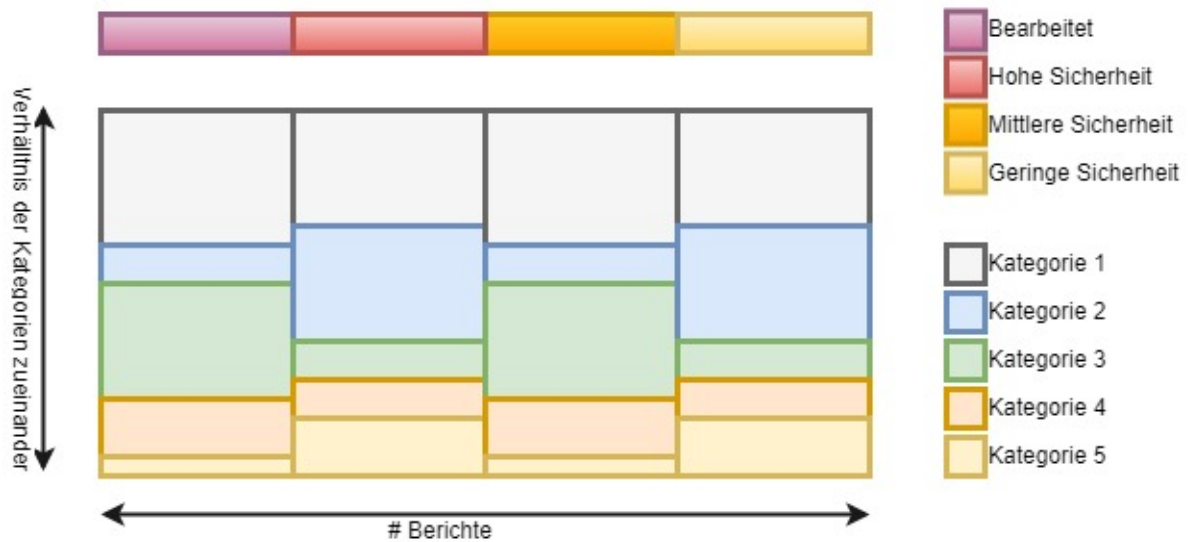 Bearbeitet
Hohe Sicherheit
Mittlere Sicherheit
Geringe Sicherheit
Verhältnis der Kategorien zueinander
Kategorie 1
Kategorie 2
Kategorie 3
Kategorie 4
Kategorie 5
# Berichte